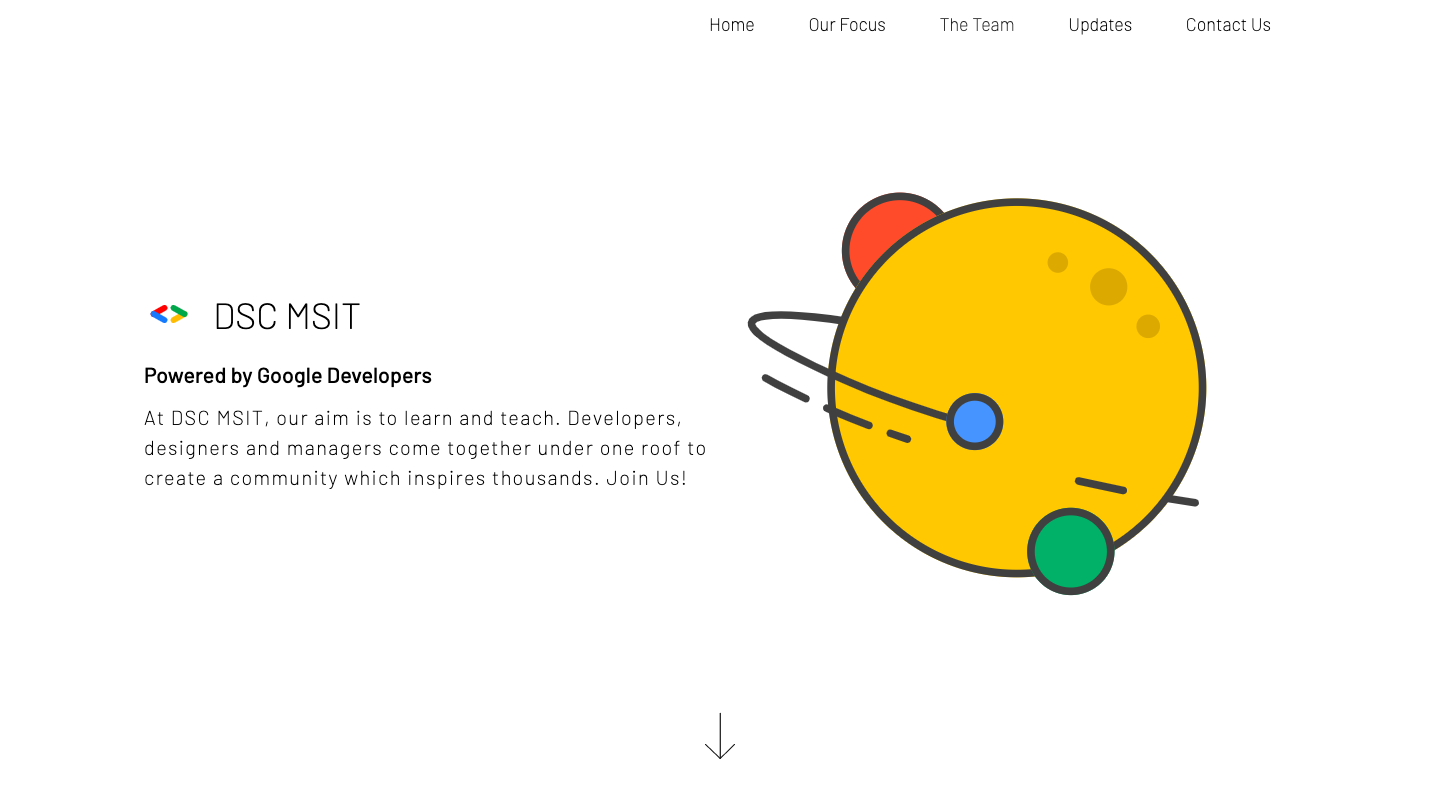 Home Our Focus The Team Updates Contact Us
DSC MSIT
Powered by Google Developers
At DSC MSIT, our aim is to learn and teach. Developers,
designers and managers come together under one roof to
create a community which inspires thousands. Join Us!